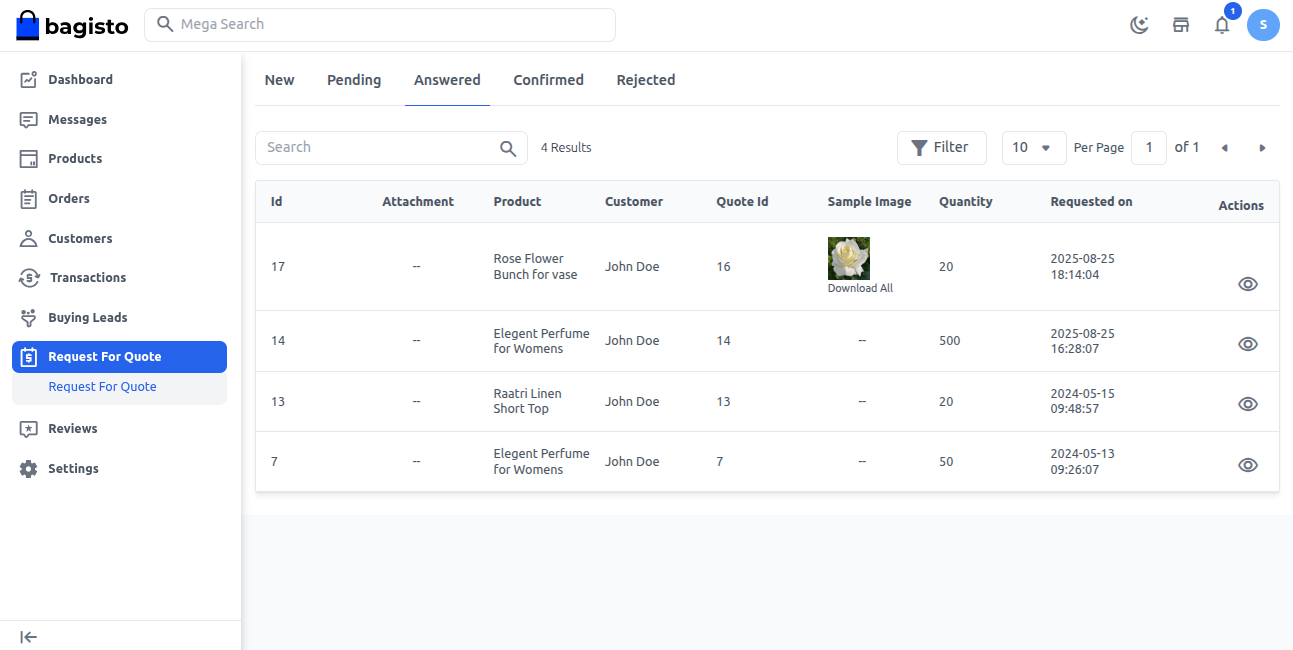 bagisto
Mega Search
1
S
Dashboard
Messages
Products
Orders
Customers
Transactions
Buying Leads
Request For Quote
Request For Quote
Reviews
Settings
New Pending Answered Confirmed Rejected
Search
4 Results
Filter
10
Per Page
1
of 1
Id Attachment Product Customer Quote Id Sample Image Quantity Requested on Actions
17 -- Rose Flower Bunch for vase John Doe 16 Download All 20 2025-08-25 18:14:04
14 -- Elegent Perfume for Womens John Doe 14 -- 500 2025-08-25 16:28:07
13 -- Raatri Linen Short Top John Doe 13 -- 20 2024-05-15 09:48:57
7 -- Elegent Perfume for Womens John Doe 7 -- 50 2024-05-13 09:26:07